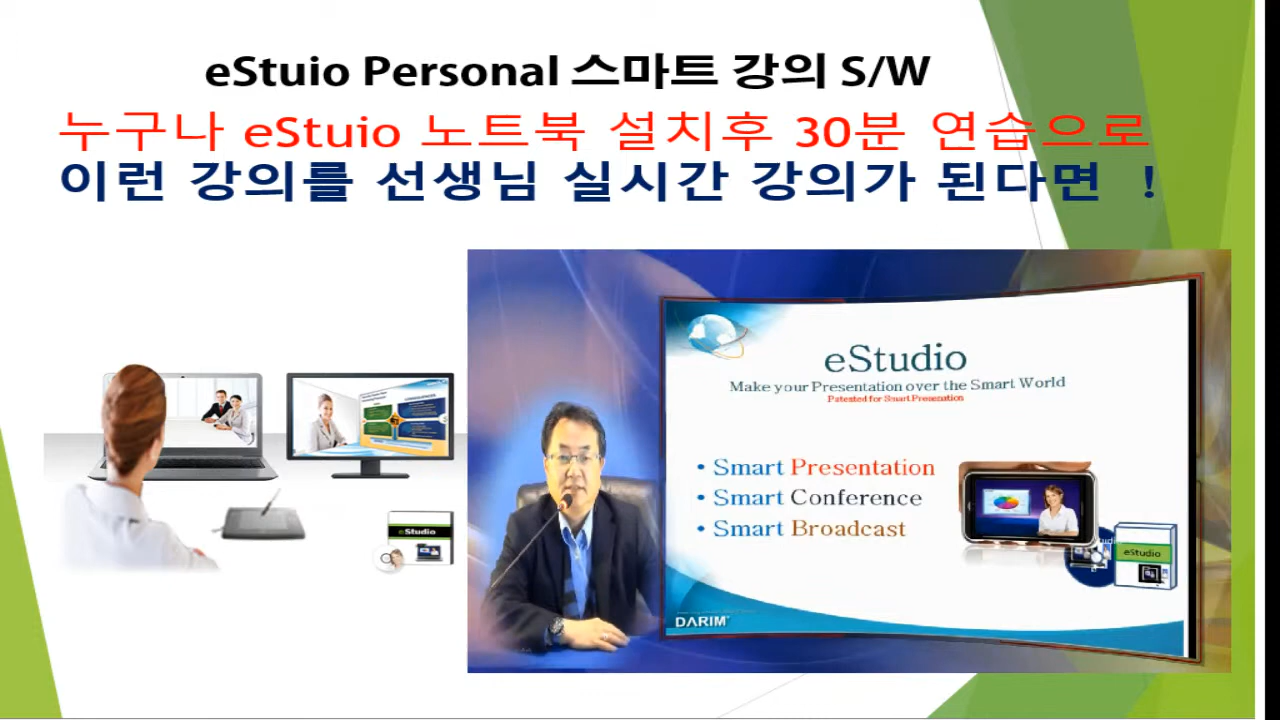 eStuio Personal 스마트 강의 S/W
누구나 eStuio 노트북 설치후 30분 연습으로
이런 강의를 선생님 실시간 강의가 된다면 !
eStudio
Make your Presentation over the Smart World
Patented for Smart Presenation
• Smart Presentation
• Smart Conference
• Smart Broadcast
eStudio
eStudio
DARIM